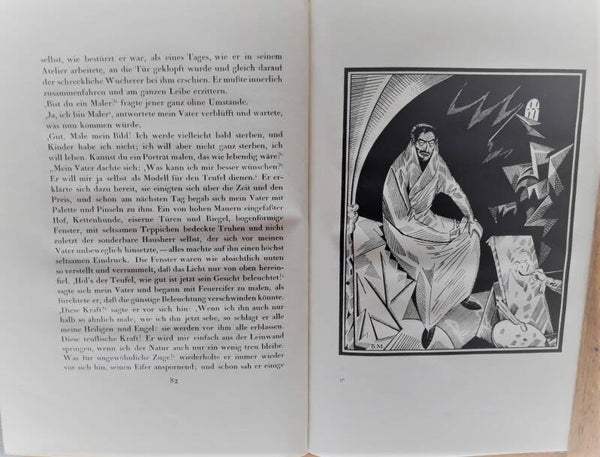 selbst, wie bestürzt er war, als eines Tages, wie er in seinem
Atelier arbeitete, an die Tür geklopft wurde und gleich darauf
der schreckliche Wucherer bei ihm erschien. Er mußte innerlich
zusammenfahren und am ganzen Leibe erzittern.
‚Bist du ein Maler?‘ fragte jener ganz ohne Umstände.
‚Ja, ich bin Maler‘, antwortete mein Vater verblüfft und wartete,
was nun kommen würde.
‚Gut. Male mein Bild! Ich werde vielleicht bald sterben, und
Kinder habe ich nicht; ich will aber nicht ganz sterben, ich
will leben. Kannst du ein Porträt malen, das wie lebendig wäre?‘
„Mein Vater dachte sich: ‚Was kann ich mir besser wünschen?
Er will mir ja selbst als Modell für den Teufel dienen.‘ Er er-
klärte sich dazu bereit, sie einigten sich über die Zeit und den
Preis, und schon am nächsten Tag begab sich mein Vater mit
Palette und Pinseln zu ihm. Ein von hohen Mauern eingefaßter
Hof, Kettenhunde, eiserne Türen und Riegel, bogenförmige
Fenster, mit seltsamen Teppichen bedeckte Truhen und nicht
zuletzt der sonderbare Hausherr selbst, der sich vor meinen
Vater unbeweglich hinsetzte, — alles machte auf ihn einen höchst
seltsamen Eindruck. Die Fenster waren wie absichtlich unten
so verstellt und verrammelt, daß das Licht nur von oben herein-
fiel. ‚Hol's der Teufel, wie gut ist jetzt sein Gesicht beleuchtet!‘
sagte sich mein Vater und begann mit Feuereifer zu malen, als
fürchtete er, daß die günstige Beleuchtung verschwinden könnte.
‚Diese Kraft!‘ sagte er vor sich hin: ‚Wenn ich ihn auch nur
halb so ähnlich male, wie ich ihn jetzt sehe, so schlägt er alle
meine Heiligen und Engel: sie werden vor ihm alle erblassen.
Diese teuflische Kraft! Er wird mir einfach aus der Leinwand
springen, wenn ich der Natur auch nur ein wenig treu bleibe.
Was für ungewöhnliche Züge!‘ wiederholte er immer wieder
vor sich hin, seinen Eifer anspornend; und schon sah er einige
82
B.M